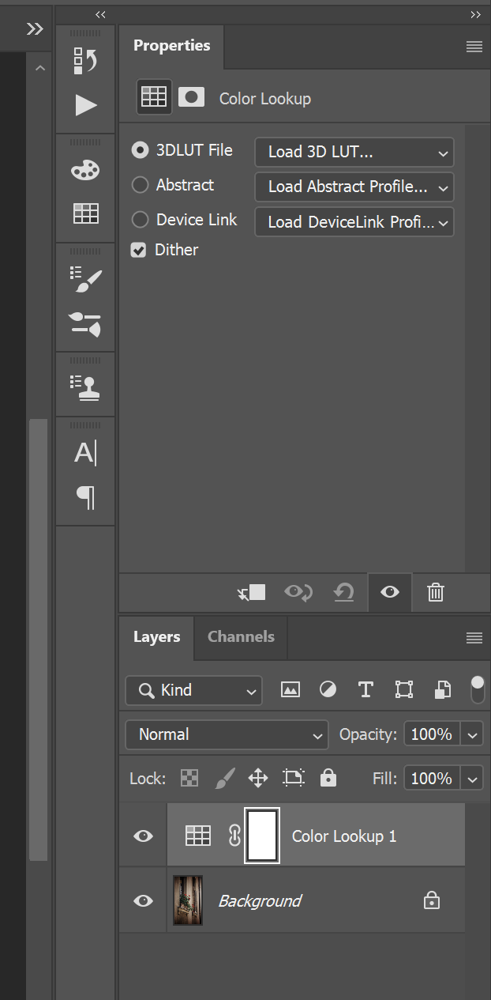 Properties
Color Lookup
3DLUT File Load 3D LUT...
Abstract Load Abstract Profile...
Device Link Load DeviceLink Profi...
Dither
Layers Channels
Kind
Normal Opacity: 100%
Lock: Fill: 100%
Color Lookup 1
Background